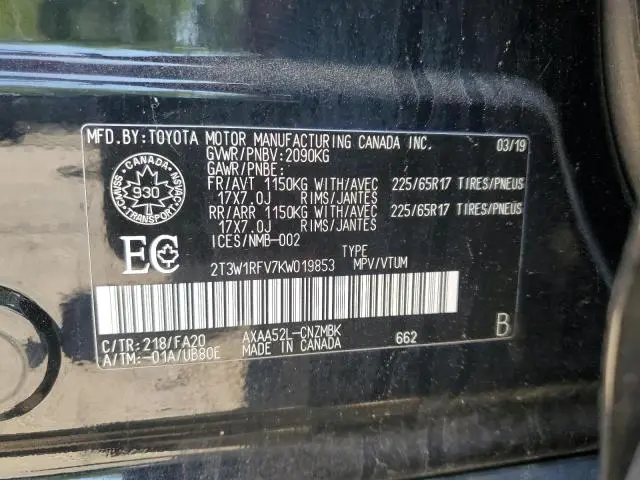 MFD.BY:TOYOTA MOTOR MANUFACTURING CANADA INC. 03/19
GVWR/PNBV:2090KG
GAWR/PNBE:
FR/AVT 1150KG WITH/AVEC 225/65R17 TIRES/PNEUS
17X7.0J RIMS/JANTES
RR/ARR 1150KG WITH/AVEC 225/65R17 TIRES/PNEUS
17X7.0J RIMS/JANTES
ICES/NMB-002
CANADA
930
TRANSPORT
CMVSS NSVAC
EC
TYPE
2T3W1RFV7KW019853 MPV/VTUM
C/TR:218/FA20 AXAA52L-CNZMBK 662 B
A/TM:-01A/UB80E MADE IN CANADA